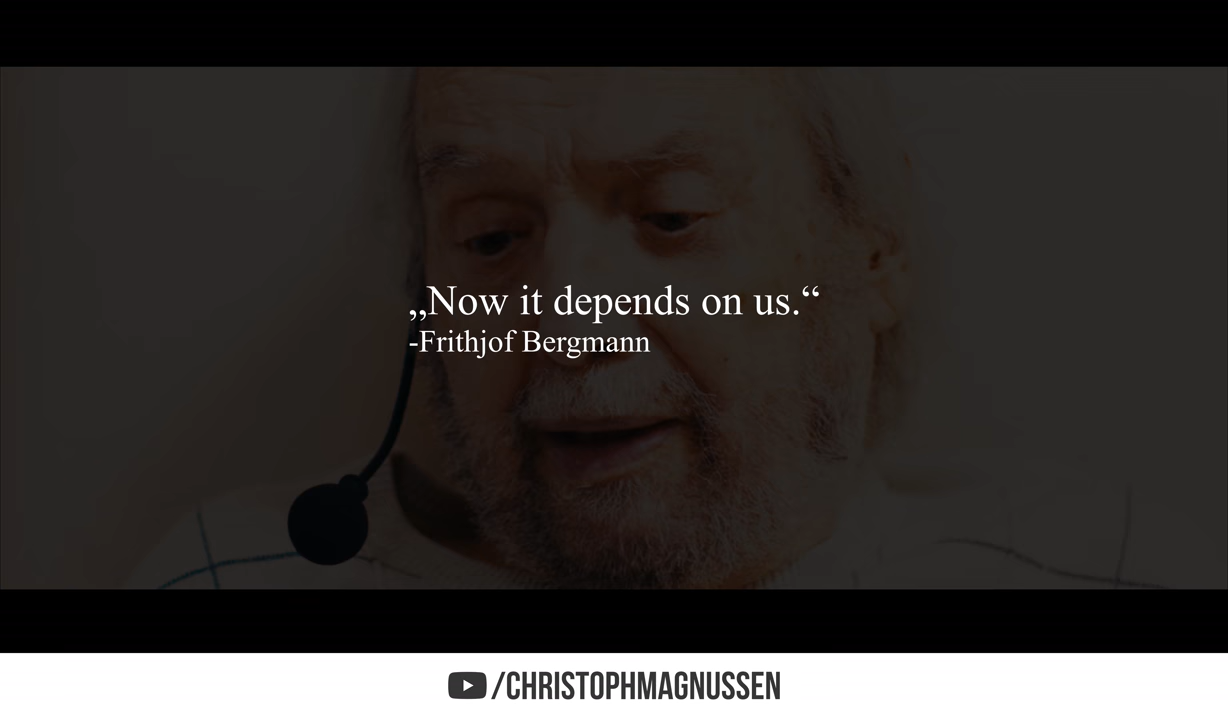 „Now it depends on us.“
-Frithjof Bergmann
/CHRISTOPHMAGNUSSEN